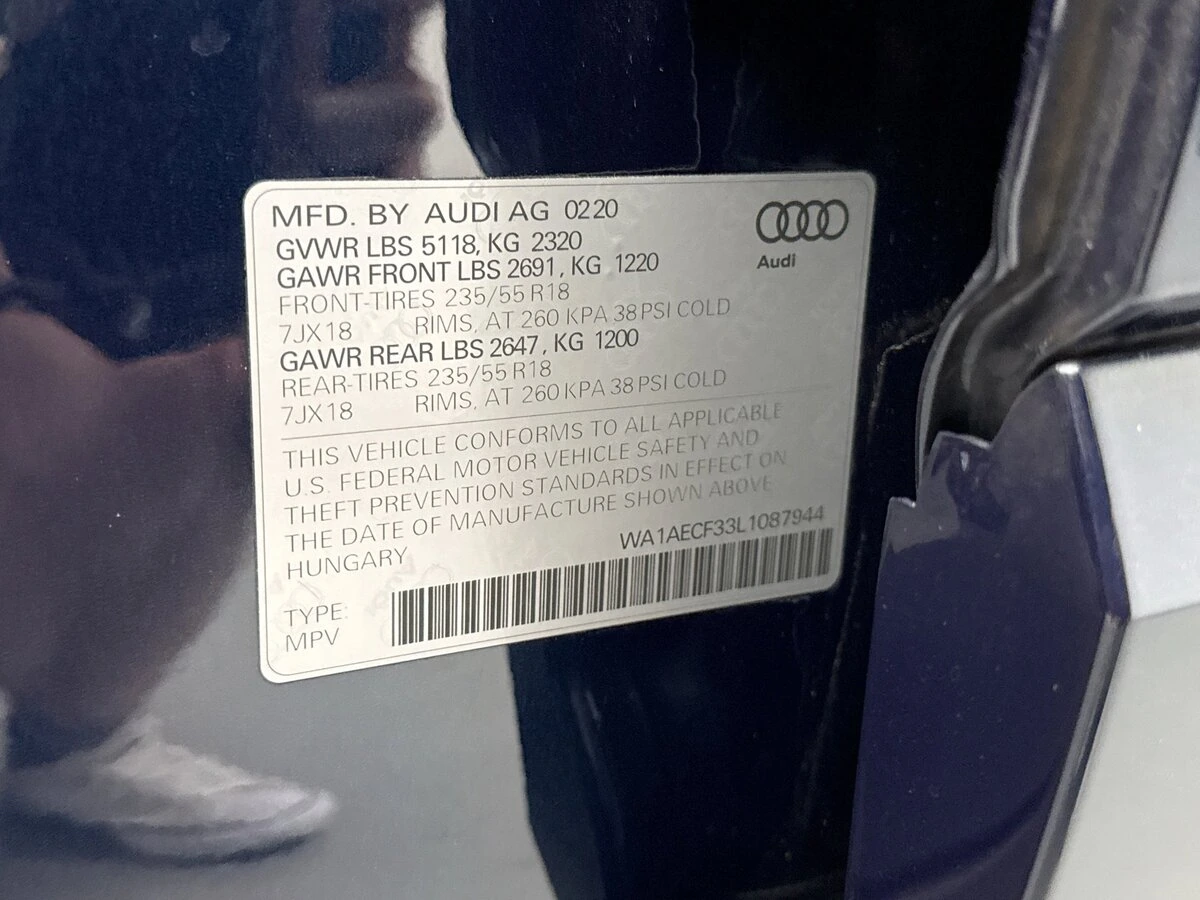 MFD. BY AUDI AG 0220
GVWR LBS 5118, KG 2320
GAWR FRONT LBS 2691, KG 1220
FRONT-TIRES 235/55 R18
7JX18 RIMS, AT 260 KPA 38 PSI COLD
GAWR REAR LBS 2647, KG 1200
REAR-TIRES 235/55 R18
7JX18 RIMS, AT 260 KPA 38 PSI COLD
Audi
THIS VEHICLE CONFORMS TO ALL APPLICABLE
U.S. FEDERAL MOTOR VEHICLE SAFETY AND
THEFT PREVENTION STANDARDS IN EFFECT ON
THE DATE OF MANUFACTURE SHOWN ABOVE
HUNGARY WA1AECF33L1087944
TYPE:
MPV